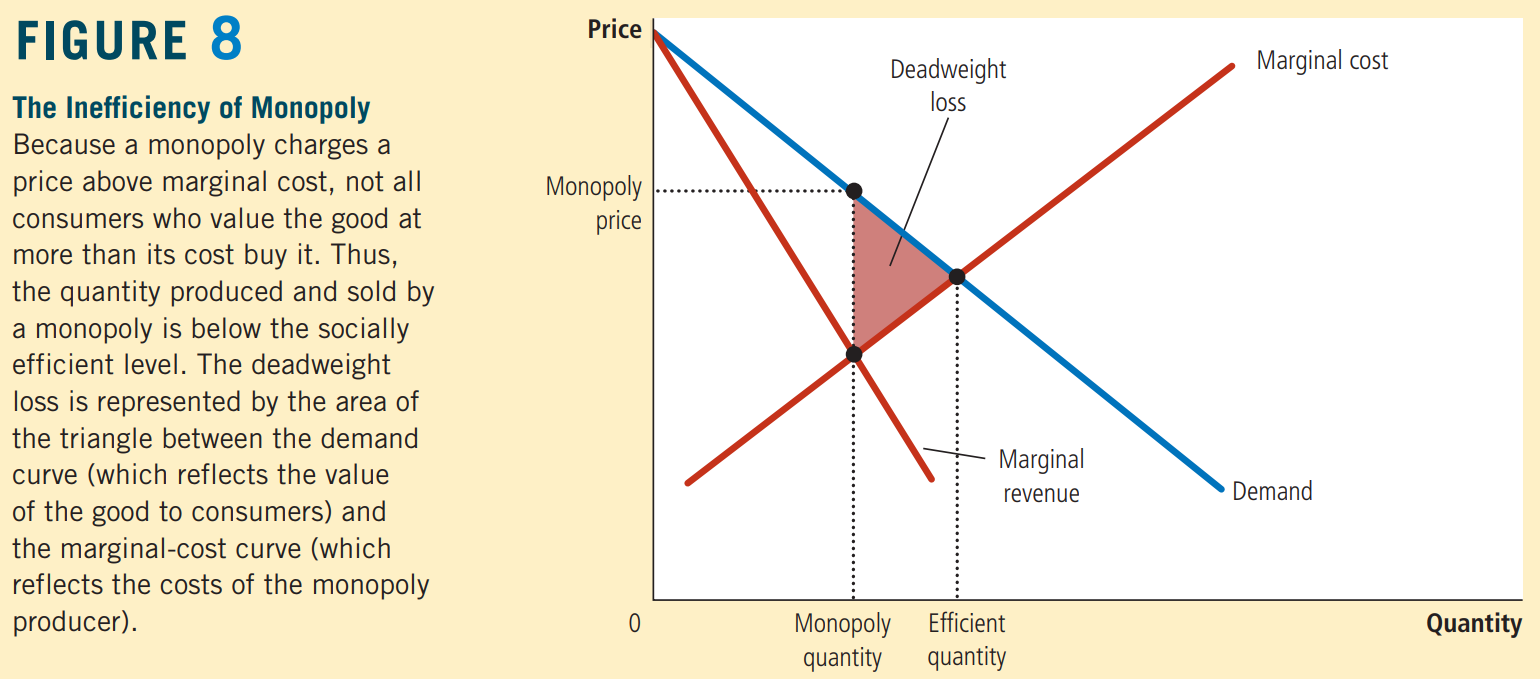 FIGURE 8
The Inefficiency of Monopoly
Because a monopoly charges a
price above marginal cost, not all
consumers who value the good at
more than its cost buy it. Thus,
the quantity produced and sold by
a monopoly is below the socially
efficient level. The deadweight
loss is represented by the area of
the triangle between the demand
curve (which reflects the value
of the good to consumers) and
the marginal-cost curve (which
reflects the costs of the monopoly
producer).
Price
Deadweight
loss
Marginal cost
Monopoly
price
Marginal
revenue
Demand
0
Monopoly
quantity
Efficient
quantity
Quantity